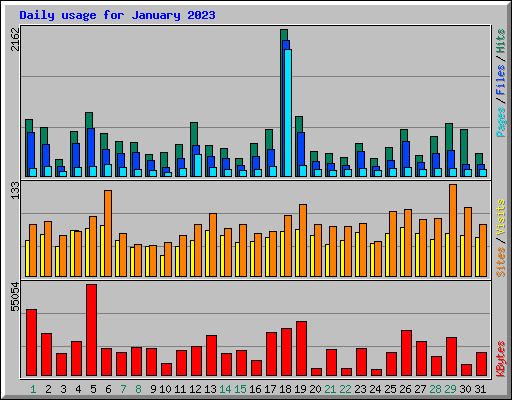 Daily usage for January 2023
2162
Pages / Files / Hits
133
Sites / Visits
55054
KBytes
1 2 3 4 5 6 7 8 9 10 11 12 13 14 15 16 17 18 19 20 21 22 23 24 25 26 27 28 29 30 31